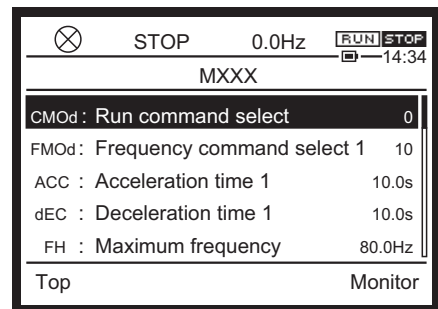 STOP 0.0Hz RUN STOP
14:34
MXXX
CMOd : Run command select 0
FMOd : Frequency command select 1 10
ACC : Acceleration time 1 10.0s
dEC : Deceleration time 1 10.0s
FH : Maximum frequency 80.0Hz
Top Monitor